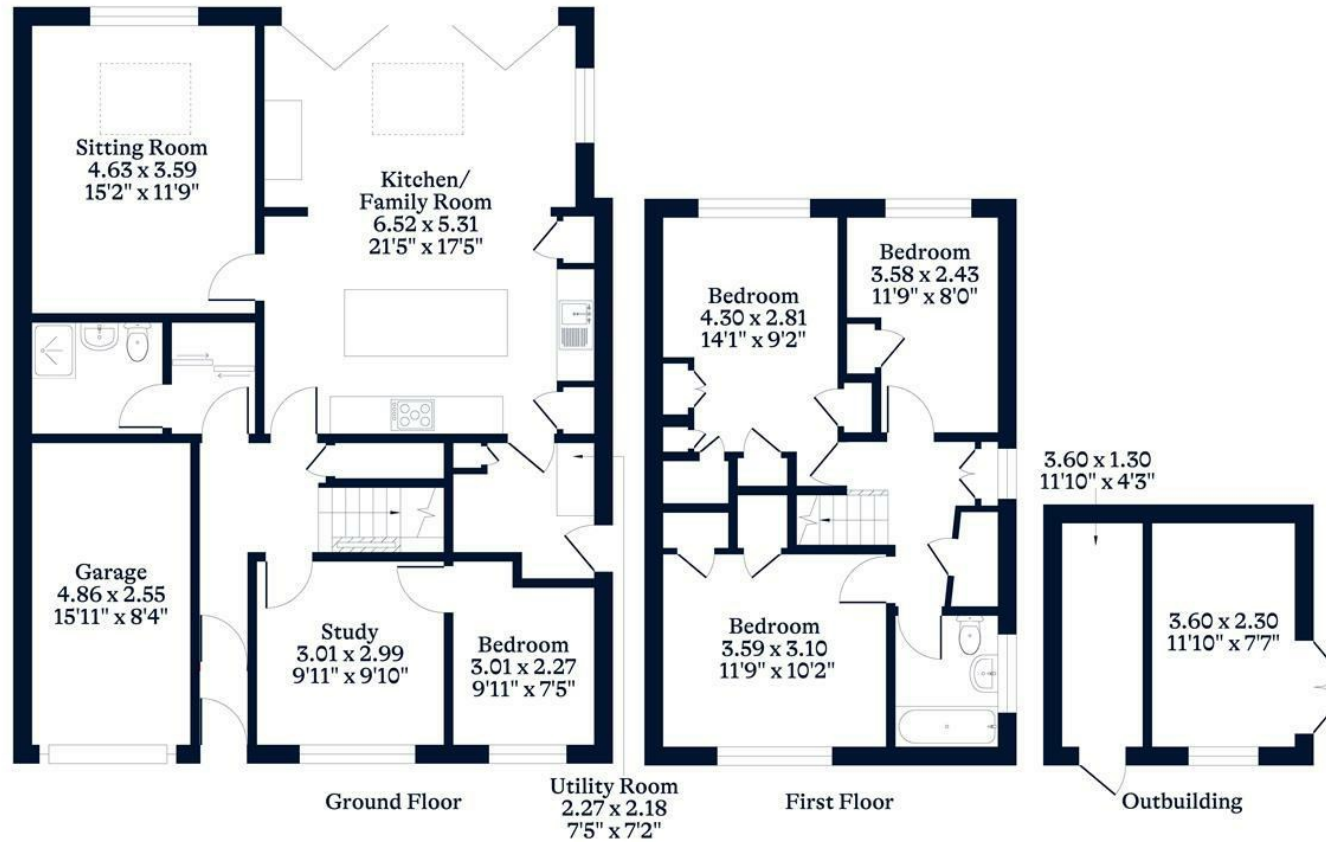 Sitting Room
4.63 x 3.59
15'2" x 11'9"
Kitchen/
Family Room
6.52 x 5.31
21'5" x 17'5"
Garage
4.86 x 2.55
15'11" x 8'4"
Study
3.01 x 2.99
9'11" x 9'10"
Bedroom
3.01 x 2.27
9'11" x 7'5"
Utility Room
2.27 x 2.18
7'5" x 7'2"
Ground Floor
Bedroom
4.30 x 2.81
14'1" x 9'2"
Bedroom
3.58 x 2.43
11'9" x 8'0"
Bedroom
3.59 x 3.10
11'9" x 10'2"
First Floor
3.60 x 1.30
11'10" x 4'3"
3.60 x 2.30
11'10" x 7'7"
Outbuilding